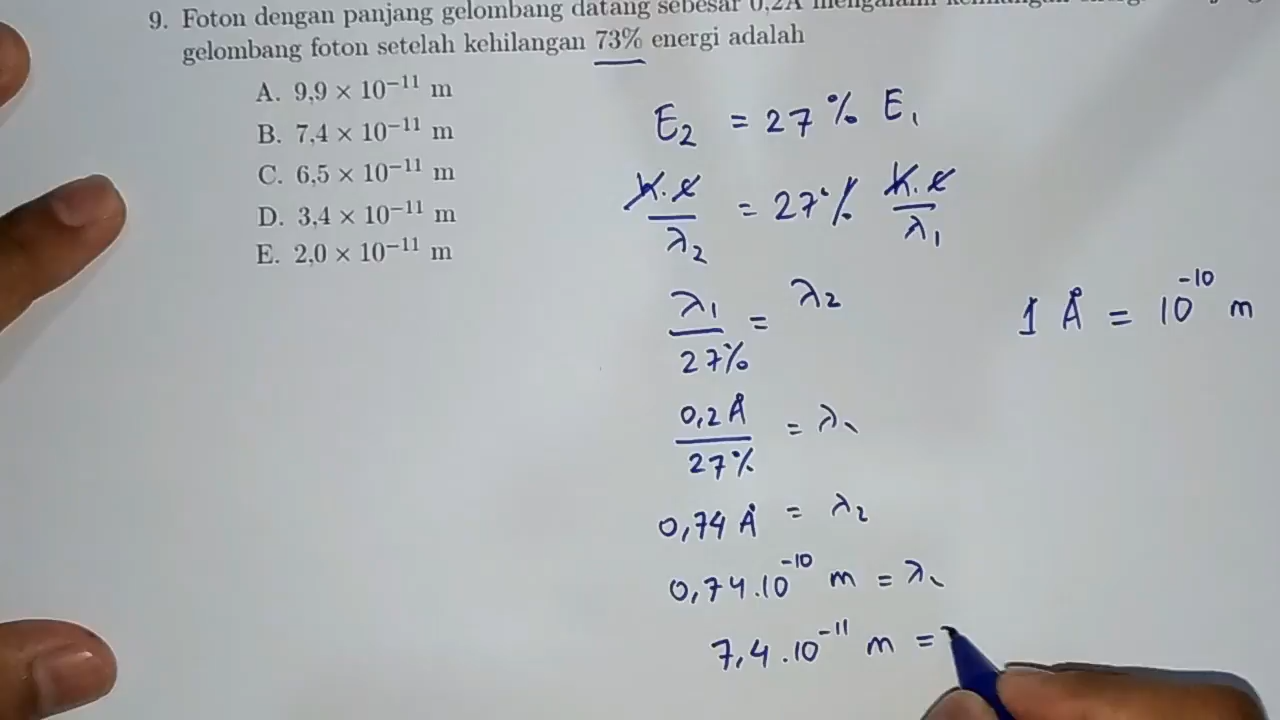 9. Foton dengan panjang gelombang datang sebesar 0,2Å mengalami
gelombang foton setelah kehilangan 73% energi adalah
A. 9,9 × 10⁻¹¹ m
B. 7,4 × 10⁻¹¹ m
C. 6,5 × 10⁻¹¹ m
D. 3,4 × 10⁻¹¹ m
E. 2,0 × 10⁻¹¹ m
E₂ = 27 % E₁
h.c/λ₂ = 27 % h.c/λ₁
λ₁/27% = λ₂
1 Å = 10⁻¹⁰ m
0,2 Å/27% = λ₂
0,74 Å = λ₂
0,74.10⁻¹⁰ m = λ₂
7,4.10⁻¹¹ m =